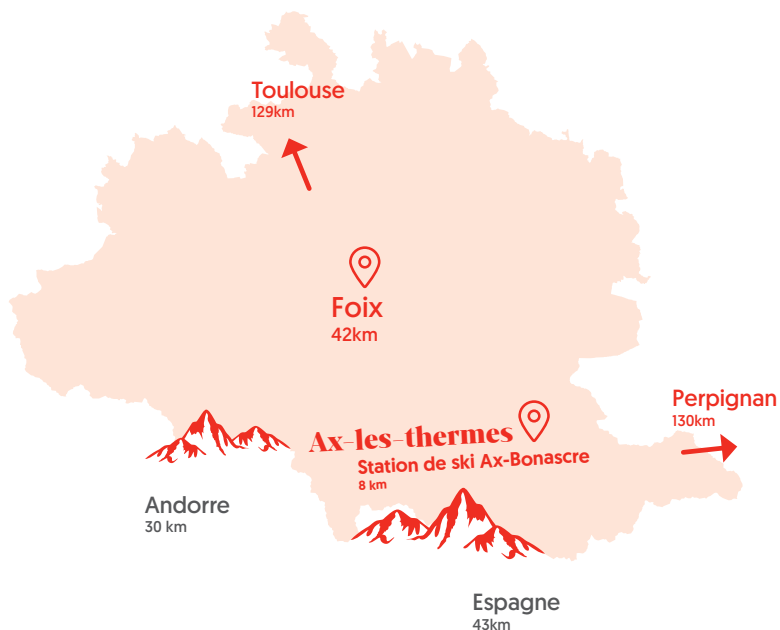 Toulouse
129km
Foix
42km
Perpignan
130km
Ax-les-thermes
Station de ski Ax-Bonascre
8 km
Andorre
30 km
Espagne
43km